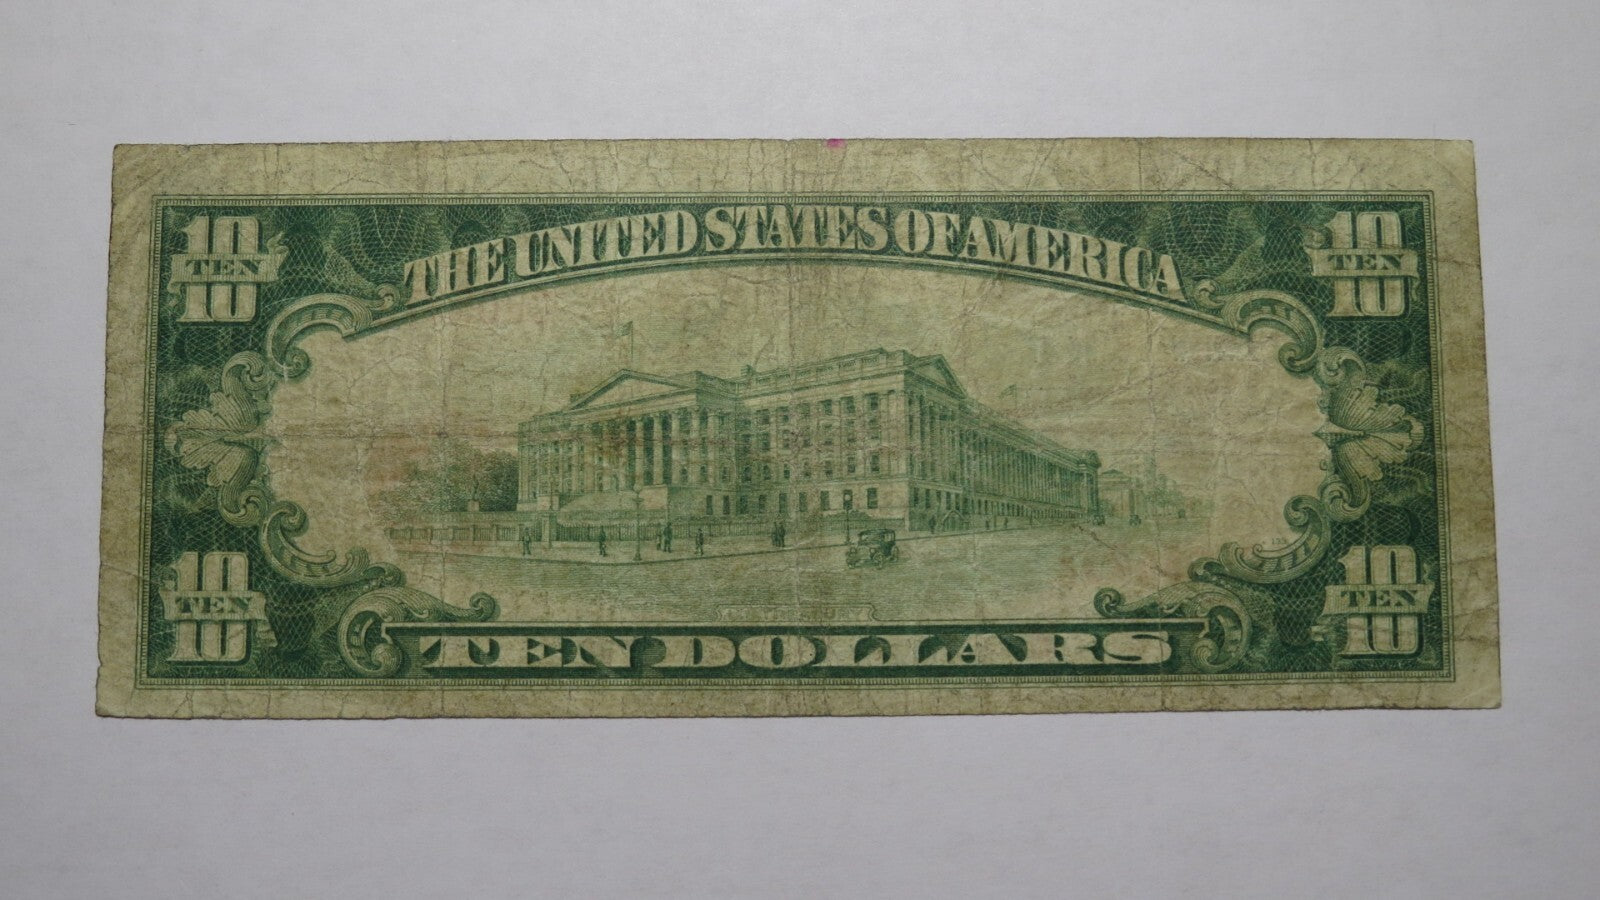 10 TEN 10
THE UNITED STATES OF AMERICA
10 TEN 10
10 TEN 10
TEN DOLLARS
10 TEN 10